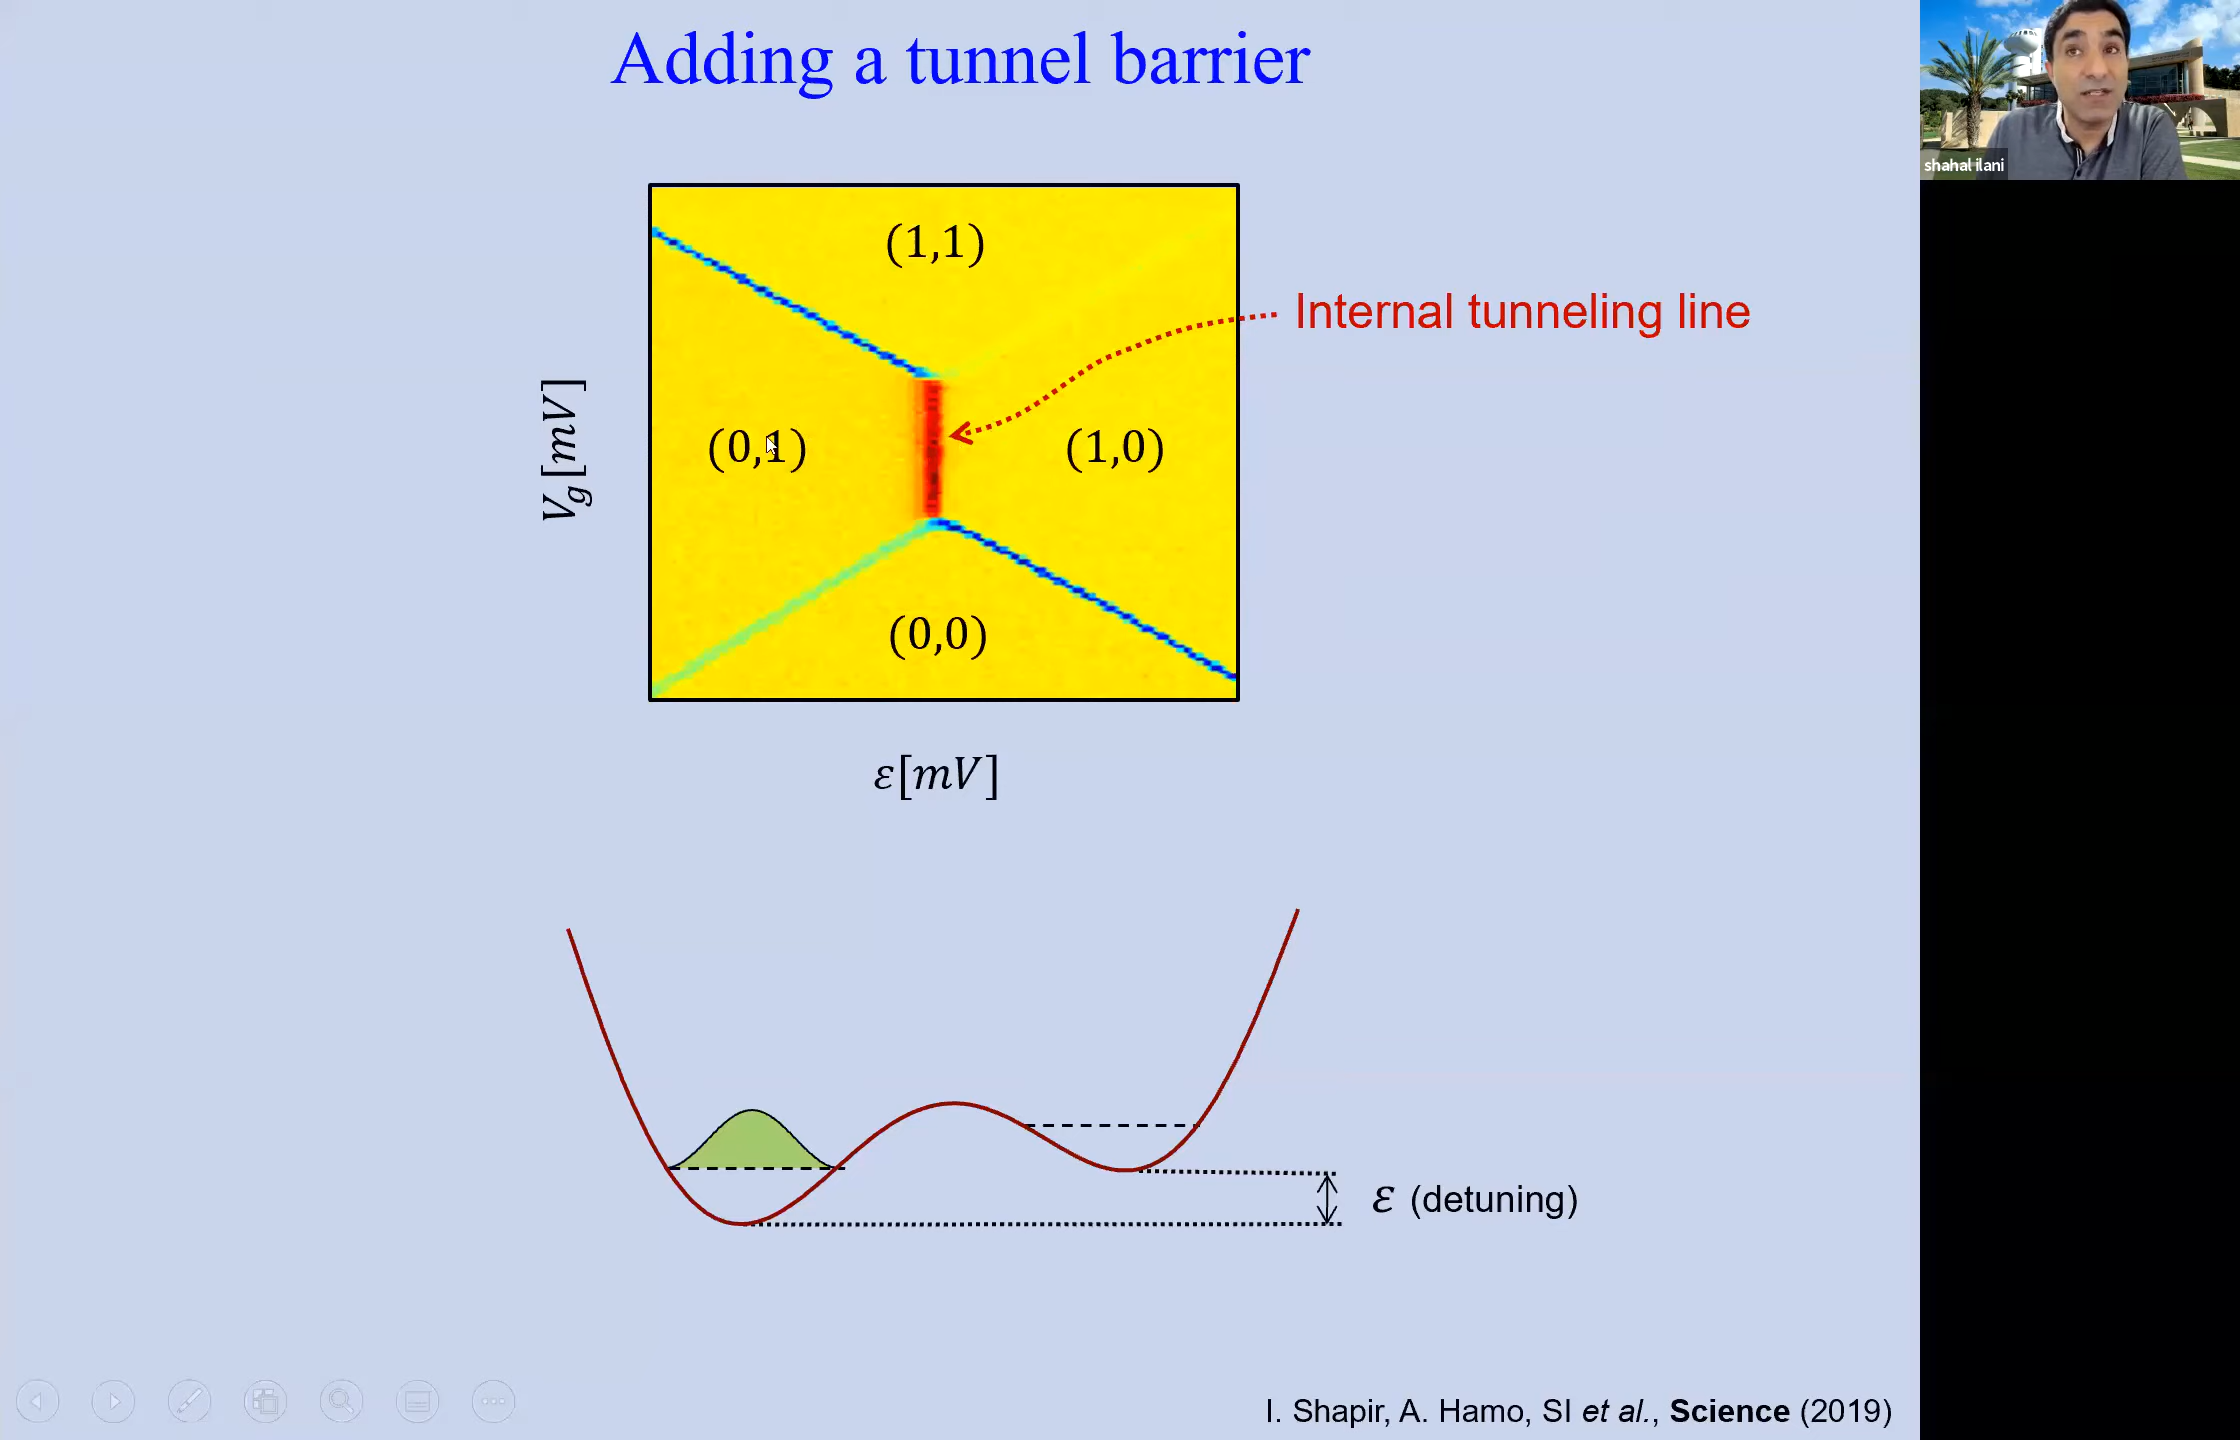 Adding a tunnel barrier
shahal ilani
(1,1)
Internal tunneling line
V_g[mV]
(0,1)
(1,0)
(0,0)
ε[mV]
ε (detuning)
I. Shapir, A. Hamo, SI et al., Science (2019)